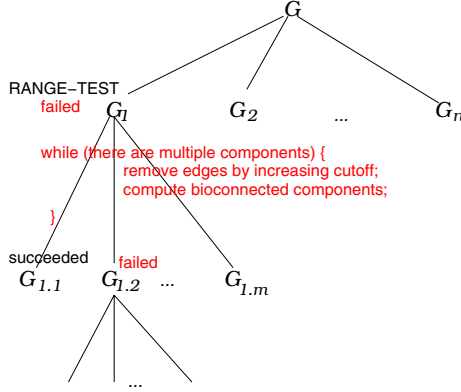 G
RANGE–TEST
failed
G1 G2 ... Gn
while (there are multiple components) {
remove edges by increasing cutoff;
compute bioconnected components;
}
succeeded
failed
G1.1 G1.2 ... G1.m
...